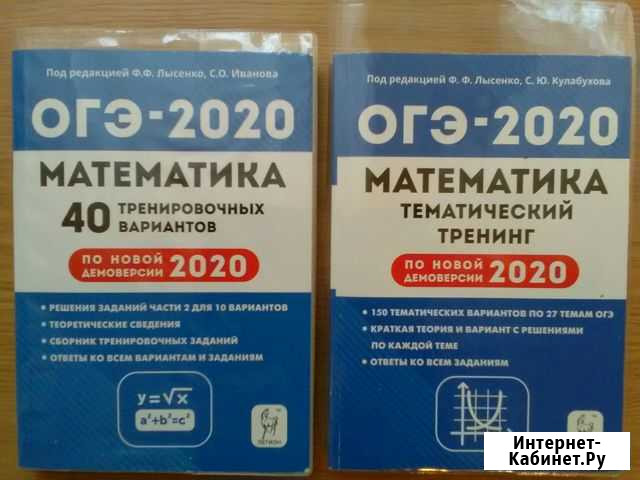 Под редакцией Ф.Ф. Лысенко, С.О. Иванова
ОГЭ-2020
МАТЕМАТИКА
40 ТРЕНИРОВОЧНЫХ
ВАРИАНТОВ
ПО НОВОЙ
ДЕМОВЕРСИИ 2020
• РЕШЕНИЯ ЗАДАНИЙ ЧАСТИ 2 ДЛЯ 10 ВАРИАНТОВ
• ТЕОРЕТИЧЕСКИЕ СВЕДЕНИЯ
• СБОРНИК ТРЕНИРОВОЧНЫХ ЗАДАНИЙ
• ОТВЕТЫ КО ВСЕМ ВАРИАНТАМ И ЗАДАНИЯМ
y=√x
a²+b²=c²
ЛЕГИОН
Под редакцией Ф. Ф. Лысенко, С. Ю. Кулабухова
ОГЭ-2020
МАТЕМАТИКА
ТЕМАТИЧЕСКИЙ
ТРЕНИНГ
ПО НОВОЙ
ДЕМОВЕРСИИ 2020
• 150 ТЕМАТИЧЕСКИХ ВАРИАНТОВ ПО 27 ТЕМАМ ОГЭ
• КРАТКАЯ ТЕОРИЯ И ВАРИАНТ С РЕШЕНИЯМИ
ПО КАЖДОЙ ТЕМЕ
• ОТВЕТЫ КО ВСЕМ ЗАДАНИЯМ
Интернет-
Кабинет.Ру